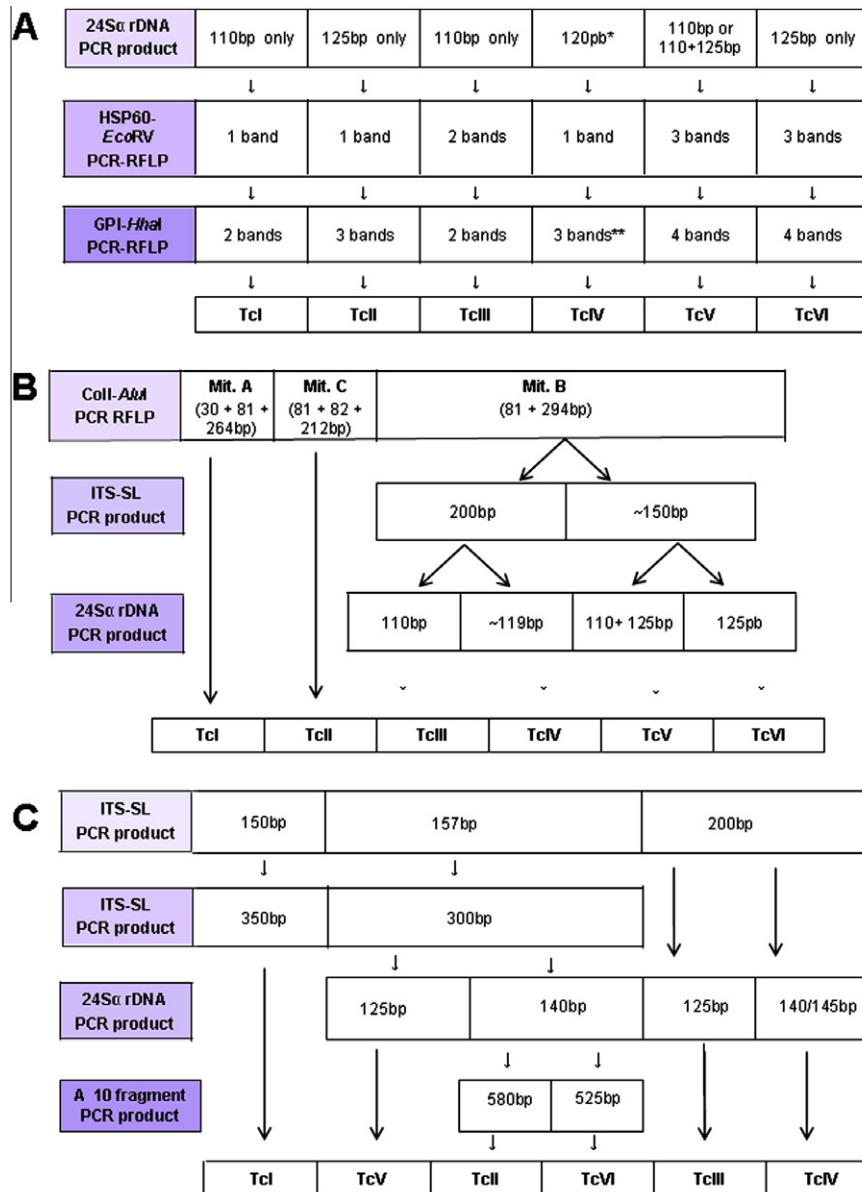 A
24Sα rDNA
PCR product
110bp only
125bp only
110bp only
120pb*
110bp or
110+125bp
125bp only
↓ ↓ ↓ ↓ ↓ ↓
HSP60-
EcoRV
PCR-RFLP
1 band
1 band
2 bands
1 band
3 bands
3 bands
↓ ↓ ↓ ↓ ↓ ↓
GPI-HhaI
PCR-RFLP
2 bands
3 bands
2 bands
3 bands**
4 bands
4 bands
↓ ↓ ↓ ↓ ↓ ↓
TcI
TcII
TcIII
TcIV
TcV
TcVI
B
CoII-AluI
PCR RFLP
Mit. A
(30 + 81 +
264bp)
Mit. C
(81 + 82 +
212bp)
Mit. B
(81 + 294bp)
ITS-SL
PCR product
200bp
~150bp
24Sα rDNA
PCR product
110bp
~119bp
110+ 125bp
125pb
TcI
TcII
TcIII
TcIV
TcV
TcVI
C
ITS-SL
PCR product
150bp
157bp
200bp
↓ ↓
ITS-SL
PCR product
350bp
300bp
↓ ↓
24Sα rDNA
PCR product
125bp
140bp
125bp
140/145bp
↓ ↓
A 10 fragment
PCR product
580bp
525bp
↓ ↓
TcI
TcV
TcII
TcVI
TcIII
TcIV